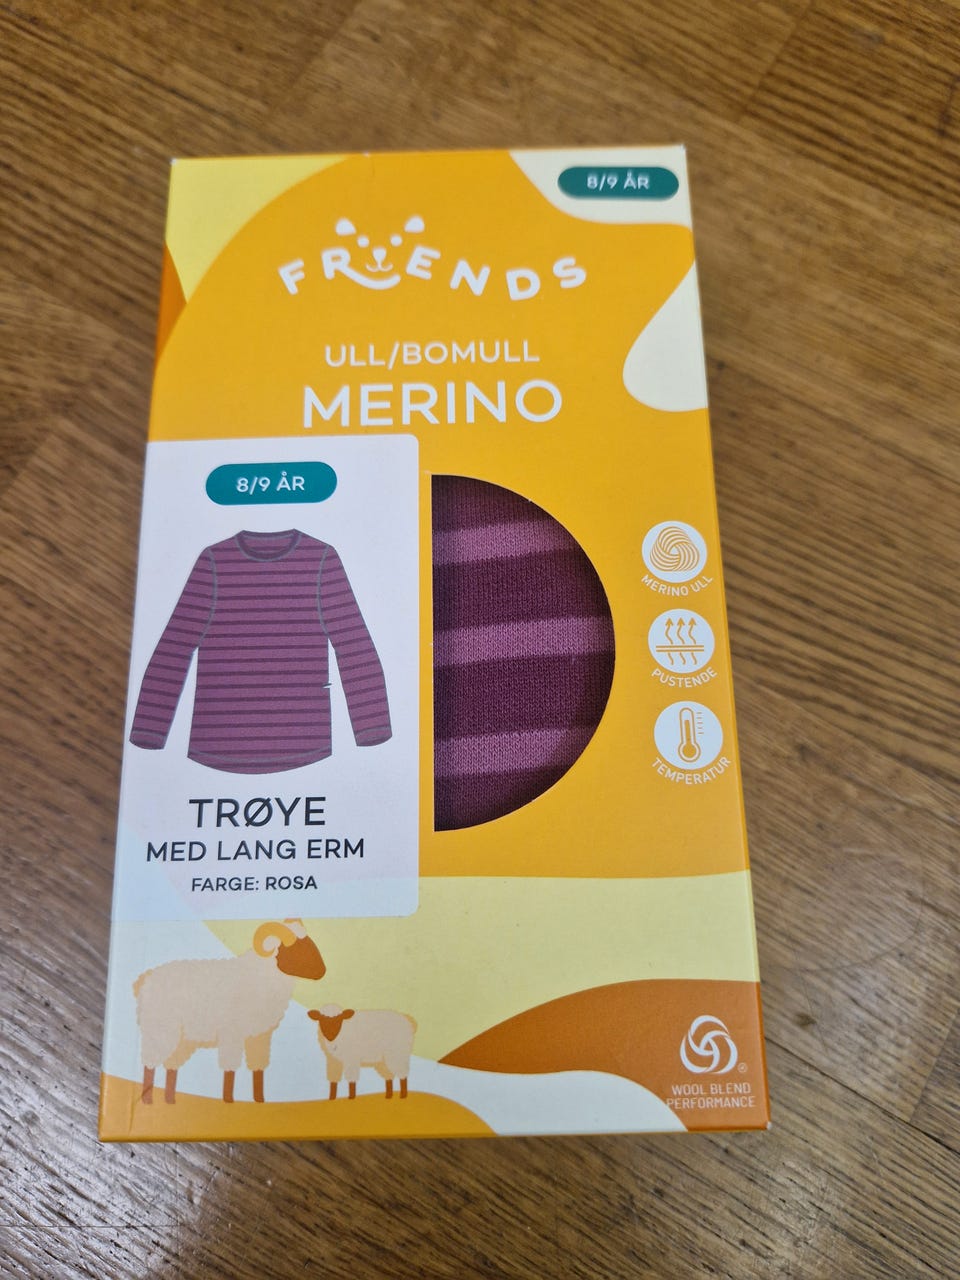 8/9 ÅR
FRIENDS
ULL/BOMULL
MERINO
8/9 ÅR
TRØYE
MED LANG ERM
FARGE: ROSA
MERINO ULL
PUSTENDE
TEMPERATUR
WOOL BLEND
PERFORMANCE